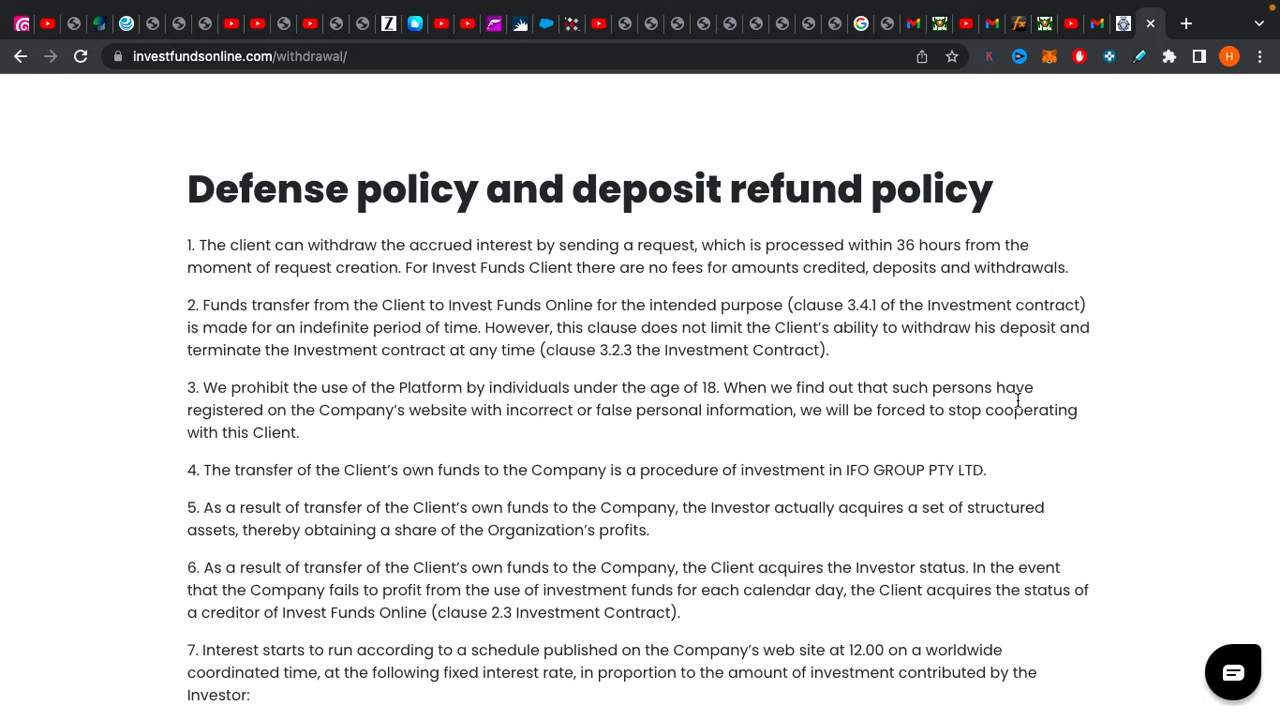 investfundsonline.com/withdrawal/
H
Defense policy and deposit refund policy
1. The client can withdraw the accrued interest by sending a request, which is processed within 36 hours from the
moment of request creation. For Invest Funds Client there are no fees for amounts credited, deposits and withdrawals.
2. Funds transfer from the Client to Invest Funds Online for the intended purpose (clause 3.4.1 of the Investment contract)
is made for an indefinite period of time. However, this clause does not limit the Client's ability to withdraw his deposit and
terminate the Investment contract at any time (clause 3.2.3 the Investment Contract).
3. We prohibit the use of the Platform by individuals under the age of 18. When we find out that such persons have
registered on the Company's website with incorrect or false personal information, we will be forced to stop cooperating
with this Client.
4. The transfer of the Client's own funds to the Company is a procedure of investment in IFO GROUP PTY LTD.
5. As a result of transfer of the Client's own funds to the Company, the Investor actually acquires a set of structured
assets, thereby obtaining a share of the Organization's profits.
6. As a result of transfer of the Client's own funds to the Company, the Client acquires the Investor status. In the event
that the Company fails to profit from the use of investment funds for each calendar day, the Client acquires the status of
a creditor of Invest Funds Online (clause 2.3 Investment Contract).
7. Interest starts to run according to a schedule published on the Company's web site at 12.00 on a worldwide
coordinated time, at the following fixed interest rate, in proportion to the amount of investment contributed by the
Investor: